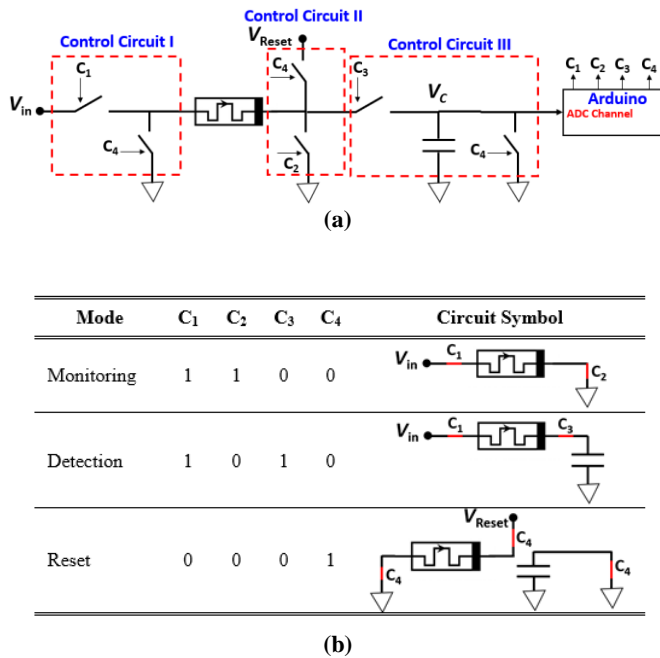 Control Circuit I
Control Circuit II
Control Circuit III
V_Reset
C₁
C₄
C₃
C₁ C₂ C₃ C₄
Arduino
ADC Channel
V_in
V_C
C₄
C₂
C₄
(a)
Mode C₁ C₂ C₃ C₄ Circuit Symbol
Monitoring 1 1 0 0
V_in C₁ C₂
Detection 1 0 1 0
V_in C₁ C₃
Reset 0 0 0 1
V_Reset
C₄
C₄ C₄
(b)